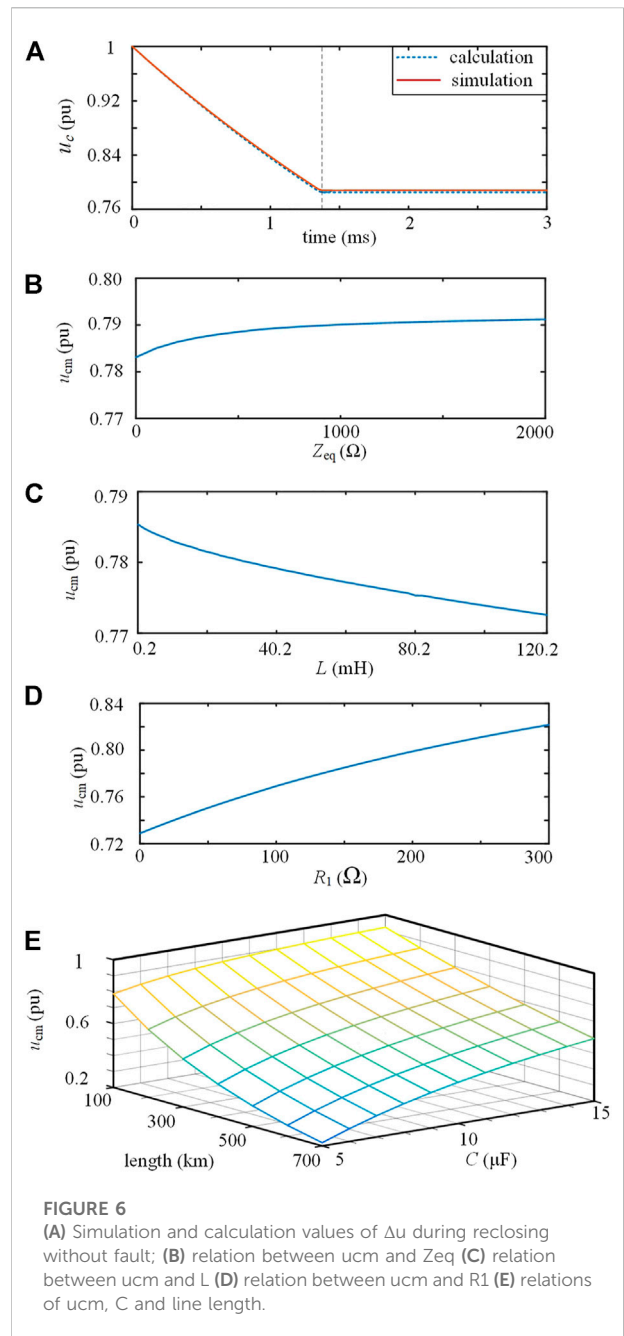 A
1
0.92
0.84
0.76
u_c (pu)
calculation
simulation
0
1
2
3
time (ms)
B
0.80
0.79
0.78
0.77
u_cm (pu)
0
1000
2000
Z_eq (Ω)
C
0.79
0.78
0.77
u_cm (pu)
0.2
40.2
80.2
120.2
L (mH)
D
0.84
0.80
0.76
0.72
u_cm (pu)
0
100
200
300
R_1 (Ω)
E
1
0.6
0.2
u_cm (pu)
100
300
500
700
length (km)
5
10
15
C (μF)
FIGURE 6
(A) Simulation and calculation values of Δu during reclosing
without fault; (B) relation between ucm and Zeq (C) relation
between ucm and L (D) relation between ucm and R1 (E) relations
of ucm, C and line length.